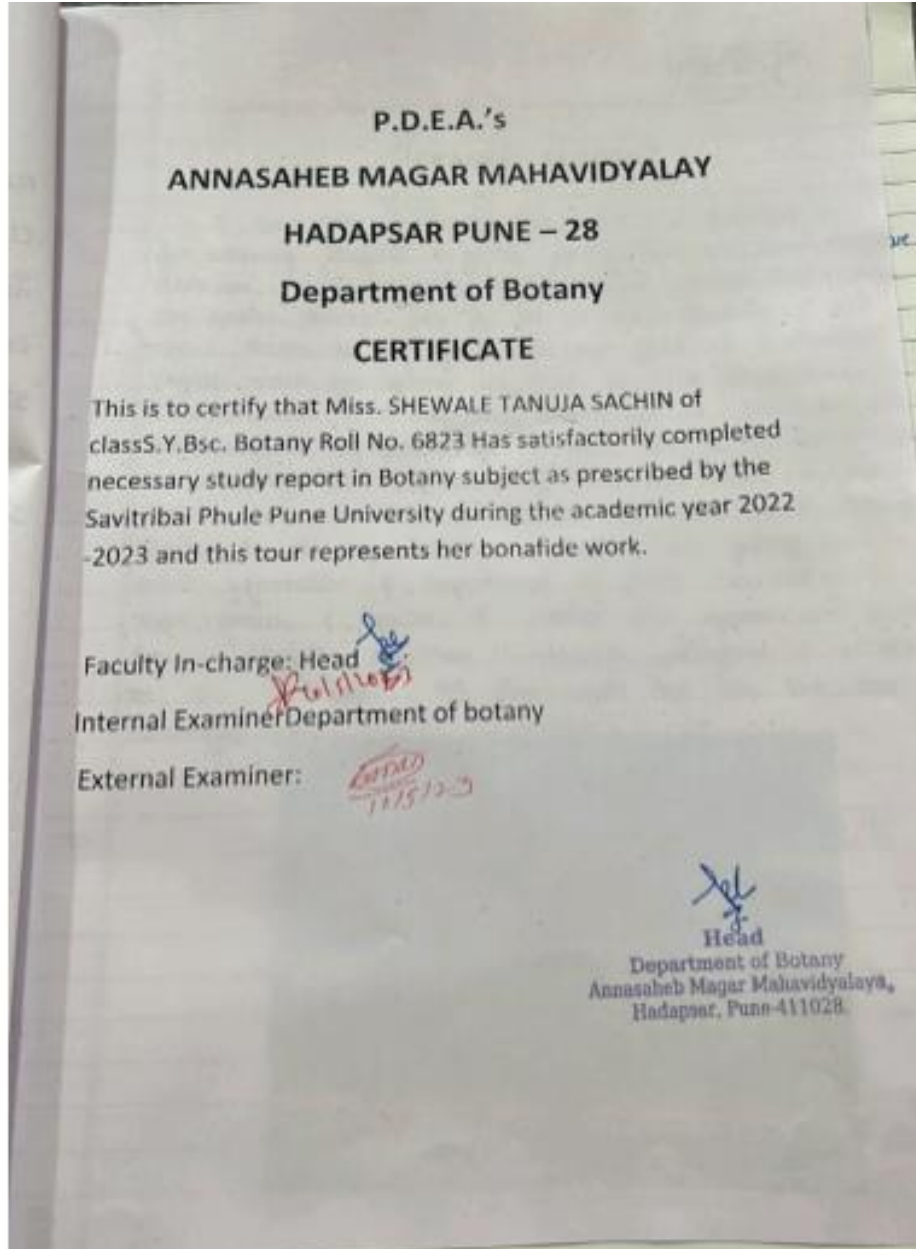 P.D.E.A.'s
ANNASAHEB MAGAR MAHAVIDYALAY
HADAPSAR PUNE – 28
Department of Botany
CERTIFICATE
This is to certify that Miss. SHEWALE TANUJA SACHIN of
classS.Y.Bsc. Botany Roll No. 6823 Has satisfactorily completed
necessary study report in Botany subject as prescribed by the
Savitribai Phule Pune University during the academic year 2022
-2023 and this tour represents her bonafide work.
Faculty In-charge: Head
Internal ExaminerDepartment of botany
External Examiner:
11/5/23
Head
Department of Botany
Annasaheb Magar Mahavidyalaya,
Hadapsar, Pune-411028.